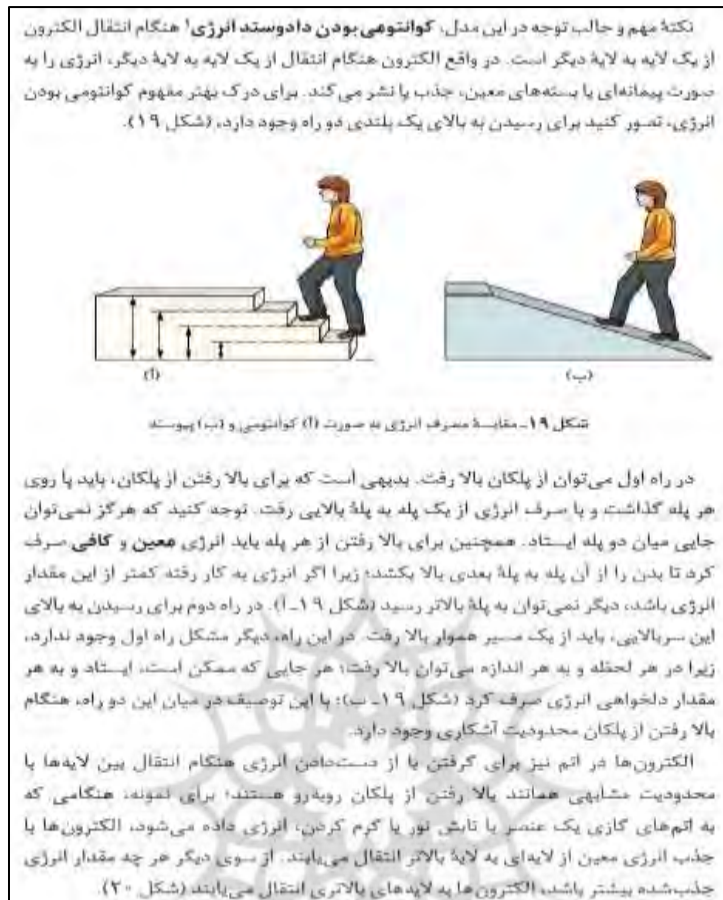 نکتهٔ مهم و جالب توجه در این مدل، کوانتومی بودن دادوستد انرژی¹ هنگام انتقال الکترون
از یک لایه به لایهٔ دیگر است. در واقع الکترون هنگام انتقال از یک لایه به لایهٔ دیگر، انرژی را به
صورت پیمانه‌ای یا بسته‌های معین، جذب یا نشر می‌کند. برای درک بهتر مفهوم کوانتومی بودن
انرژی، تصور کنید برای رسیدن به بالای یک بلندی دو راه وجود دارد، (شکل ۱۹).
(آ)
(ب)
شکل ۱۹ـ مقایسهٔ مصرف انرژی به صورت (آ) کوانتومی و (ب) پیوسته
در راه اول می‌توان از پلکان بالا رفت. بدیهی است که برای بالا رفتن از پلکان، باید پا روی
هر پله گذاشت و با صرف انرژی از یک پله به پلهٔ بالایی رفت. توجه کنید که هرگز نمی‌توان
جایی میان دو پله ایستاد. همچنین برای بالا رفتن از هر پله باید انرژی معین و کافی صرف
کرد تا بدن را از آن پله به پلهٔ بعدی بالا بکشد؛ زیرا اگر انرژی به کار رفته کمتر از این مقدار
انرژی باشد، دیگر نمی‌توان به پلهٔ بالاتر رسید (شکل ۱۹ـ آ). در راه دوم برای رسیدن به بالای
این سربالایی، باید از یک مسیر هموار بالا رفت. در این راه، دیگر مشکل راه اول وجود ندارد،
زیرا در هر لحظه و به هر اندازه می‌توان بالا رفت؛ هر جایی که ممکن است، ایستاد و به هر
مقدار دلخواهی انرژی صرف کرد (شکل ۱۹ـ ب)؛ با این توصیف در میان این دو راه، هنگام
بالا رفتن از پلکان محدودیت آشکاری وجود دارد.
الکترون‌ها در اتم نیز برای گرفتن یا از دست‌دادن انرژی هنگام انتقال بین لایه‌ها با
محدودیت مشابهی همانند بالا رفتن از پلکان روبه‌رو هستند؛ برای نمونه، هنگامی که
به اتم‌های گازی یک عنصر با تابش نور یا گرم کردن، انرژی داده می‌شود، الکترون‌ها با
جذب انرژی معین از لایه‌ای به لایهٔ بالاتر انتقال می‌یابند. از سوی دیگر هر چه مقدار انرژی
جذب‌شده بیشتر باشد، الکترون‌ها به لایه‌های بالاتری انتقال می‌یابند (شکل ۲۰).